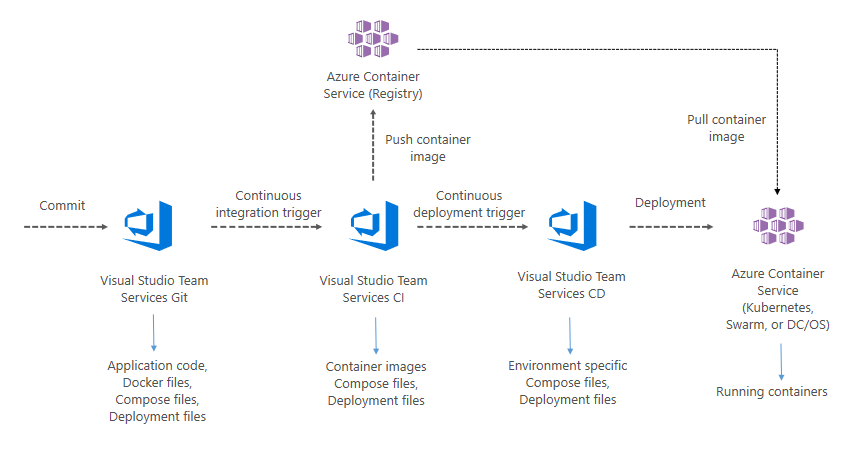 Azure Container
Service (Registry)
Pull container
image
Push container
image
Commit
Continuous
integration trigger
Continuous
deployment trigger
Deployment
Visual Studio Team
Services Git
Visual Studio Team
Services CI
Visual Studio Team
Services CD
Azure Container
Service
(Kubernetes,
Swarm, or DC/OS)
Application code,
Docker files,
Compose files,
Deployment files
Container images
Compose files,
Deployment files
Environment specific
Compose files,
Deployment files
Running containers